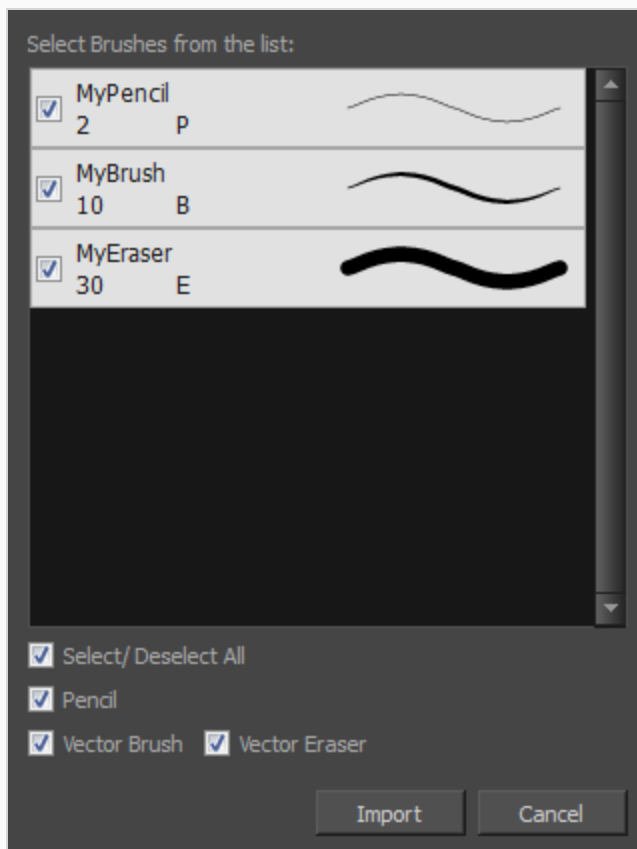 Select Brushes from the list:
MyPencil
2 P
MyBrush
10 B
MyEraser
30 E
Select/ Deselect All
Pencil
Vector Brush Vector Eraser
Import Cancel